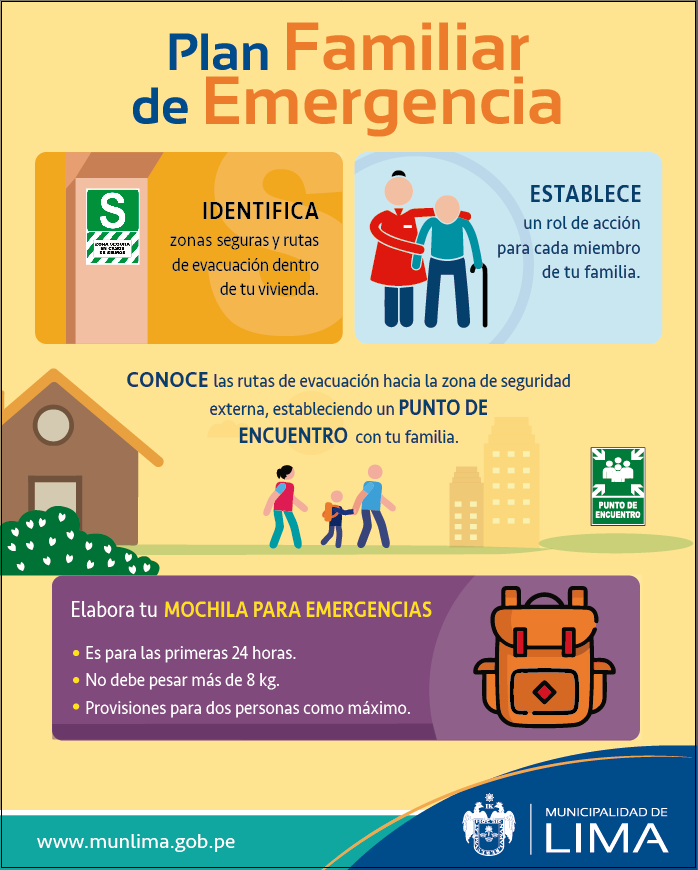 Plan Familiar
de Emergencia
S
ZONA SEGURA
EN CASOS
DE SISMOS
IDENTIFICA
zonas seguras y rutas
de evacuación dentro
de tu vivienda.
ESTABLECE
un rol de acción
para cada miembro
de tu familia.
CONOCE las rutas de evacuación hacia la zona de seguridad
externa, estableciendo un PUNTO DE
ENCUENTRO con tu familia.
PUNTO DE
ENCUENTRO
Elabora tu MOCHILA PARA EMERGENCIAS
• Es para las primeras 24 horas.
• No debe pesar más de 8 kg.
• Provisiones para dos personas como máximo.
www.munlima.gob.pe
MUNICIPALIDAD DE
LIMA